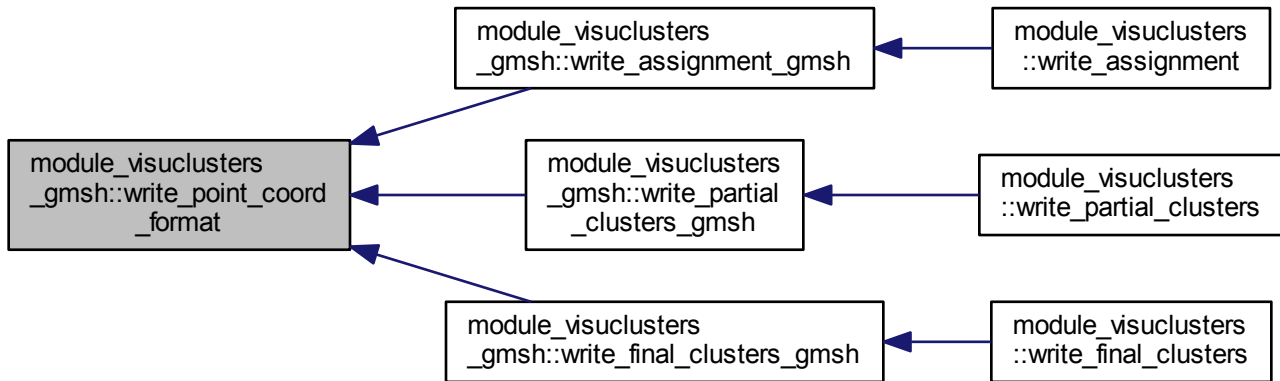 module_visuclusters
_gmsh::write_assignment_gmsh
module_visuclusters
::write_assignment
module_visuclusters
_gmsh::write_point_coord
_format
module_visuclusters
_gmsh::write_partial
_clusters_gmsh
module_visuclusters
::write_partial_clusters
module_visuclusters
_gmsh::write_final_clusters_gmsh
module_visuclusters
::write_final_clusters